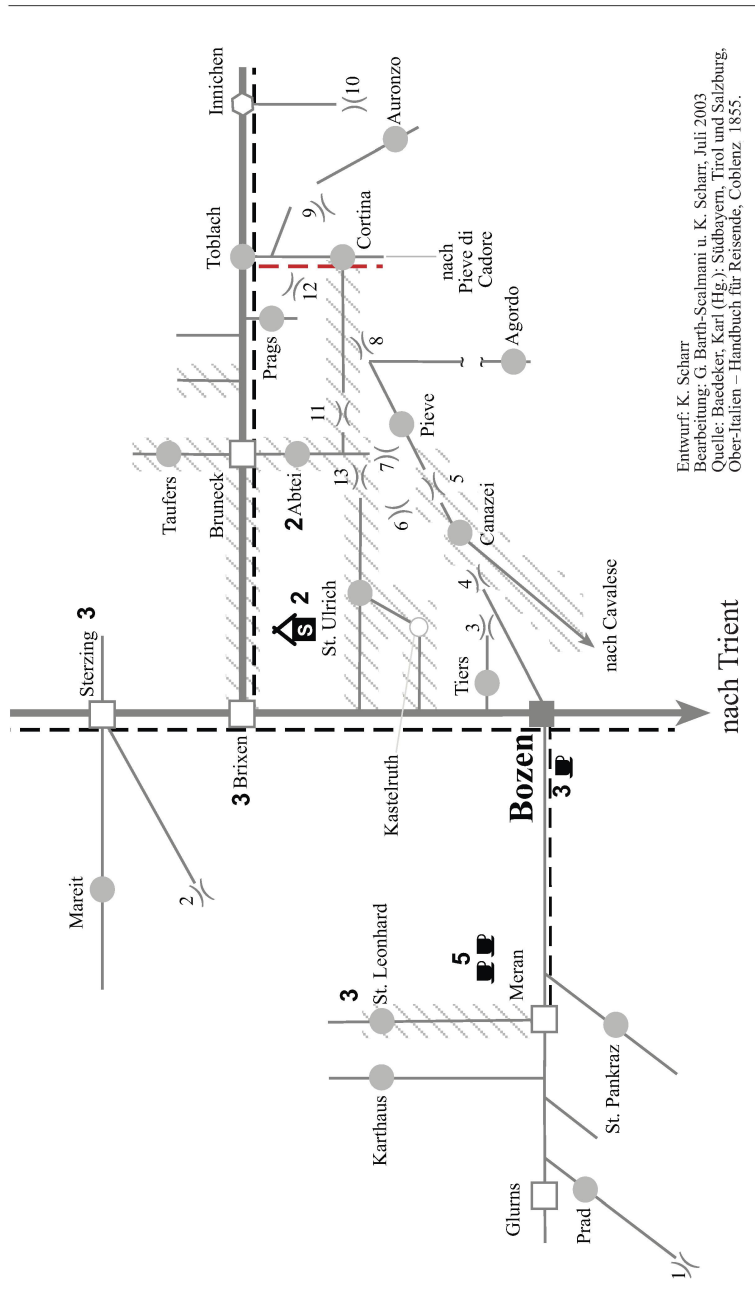 Innichen
)(10
Auronzo
Toblach
9
Cortina
12
nach
Pieve di
Cadore
Prags
8
Agordo
11
Pieve
Taufers
Bruneck
2 Abtei
13
7
5
6
Canazei
S 2
St. Ulrich
4
nach Cavalese
Sterzing 3
Tiers
3
3 Brixen
Kastelruth
Bozen
3
nach Trient
Mareit
2
3
St. Leonhard
5
Meran
Karthaus
St. Pankraz
Glurns
Prad
1
Entwurf: K. Scharr
Bearbeitung: G. Barth-Scalmani u. K. Scharr, Juli 2003
Quelle: Baedeker, Karl (Hg.): Südbayern, Tirol und Salzburg,
Ober-Italien – Handbuch für Reisende, Coblenz 1855.